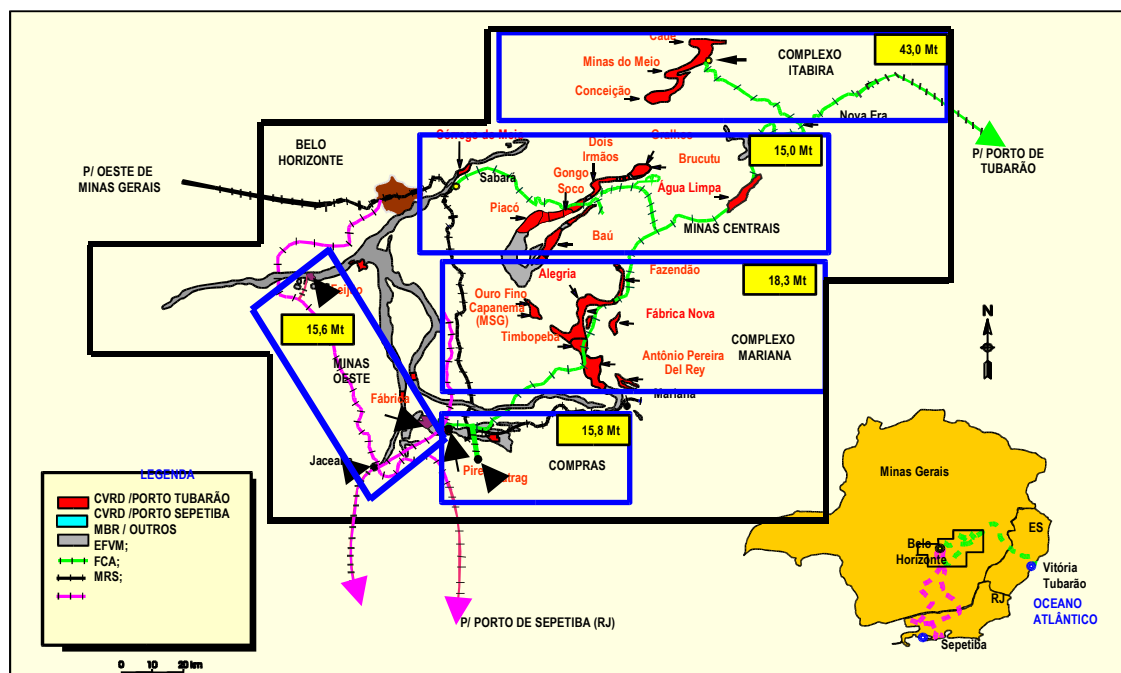 Cauê
COMPLEXO
ITABIRA
43,0 Mt
Minas do Meio
Conceição
Nova Era
P/ PORTO DE
TUBARÃO
BELO
HORIZONTE
P/ OESTE DE
MINAS GERAIS
Córrego do Meio
Sabará
Dois
Irmãos
Brucutu
15,0 Mt
Gongo
Soco
Água Limpa
Piacó
Baú
MINAS CENTRAIS
Alegria
Fazendão
18,3 Mt
Ouro Fino
Capanema
(MSG)
Fábrica Nova
Timbopeba
COMPLEXO
MARIANA
Antônio Pereira
Del Rey
Mariana
15,6 Mt
MINAS
OESTE
Fábrica
15,8 Mt
COMPRAS
N
LEGENDA
CVRD /PORTO TUBARÃO
CVRD /PORTO SEPETIBA
MBR / OUTROS
EFVM;
FCA;
MRS;
0 10 20 km
P/ PORTO DE SEPETIBA (RJ)
Minas Gerais
ES
Belo
Horizonte
Vitória
Tubarão
RJ
OCEANO
ATLÂNTICO
Sepetiba